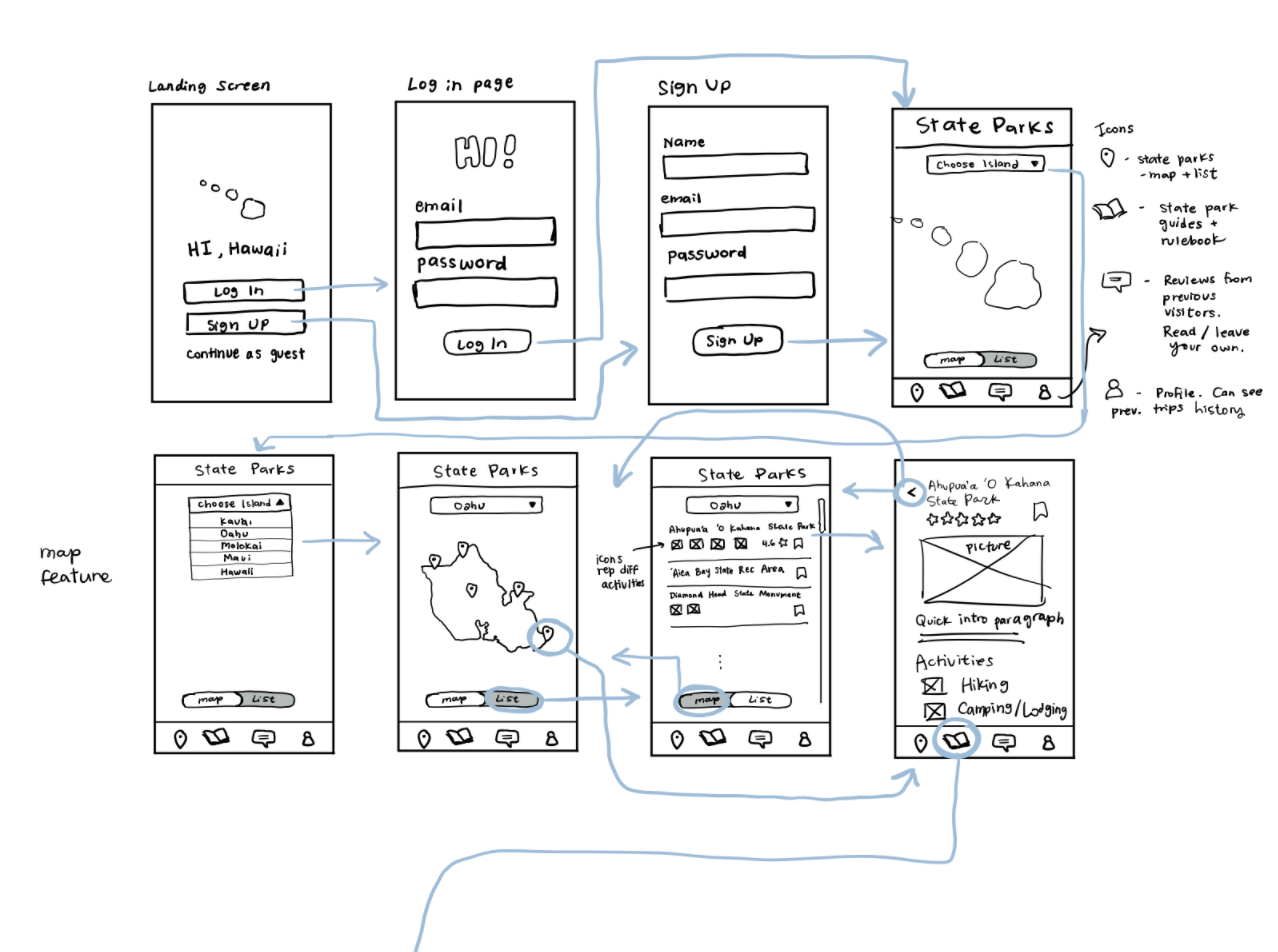 Landing Screen
HI, Hawaii
Log In
Sign Up
continue as guest
Log in page
HI!
email
password
Log In
Sign Up
Name
email
password
Sign Up
State Parks
Choose Island
map
List
Icons
- state parks
- map + list
- State park
guides +
rulebook
- Reviews from
previous
visitors.
Read / leave
your own.
- Profile. Can see
prev. trips history
map
feature
State Parks
Choose Island
Kauai
Oahu
Molokai
Maui
Hawaii
map
List
State Parks
Oahu
map
List
icons
rep diff
activities
State Parks
Oahu
Ahupua'a 'O Kahana State Park
4.6
'Aiea Bay State Rec Area
Diamond Head State Monument
map
List
<
Ahupua'a 'O Kahana
State Park
Picture
Quick intro paragraph
Activities
Hiking
Camping/Lodging